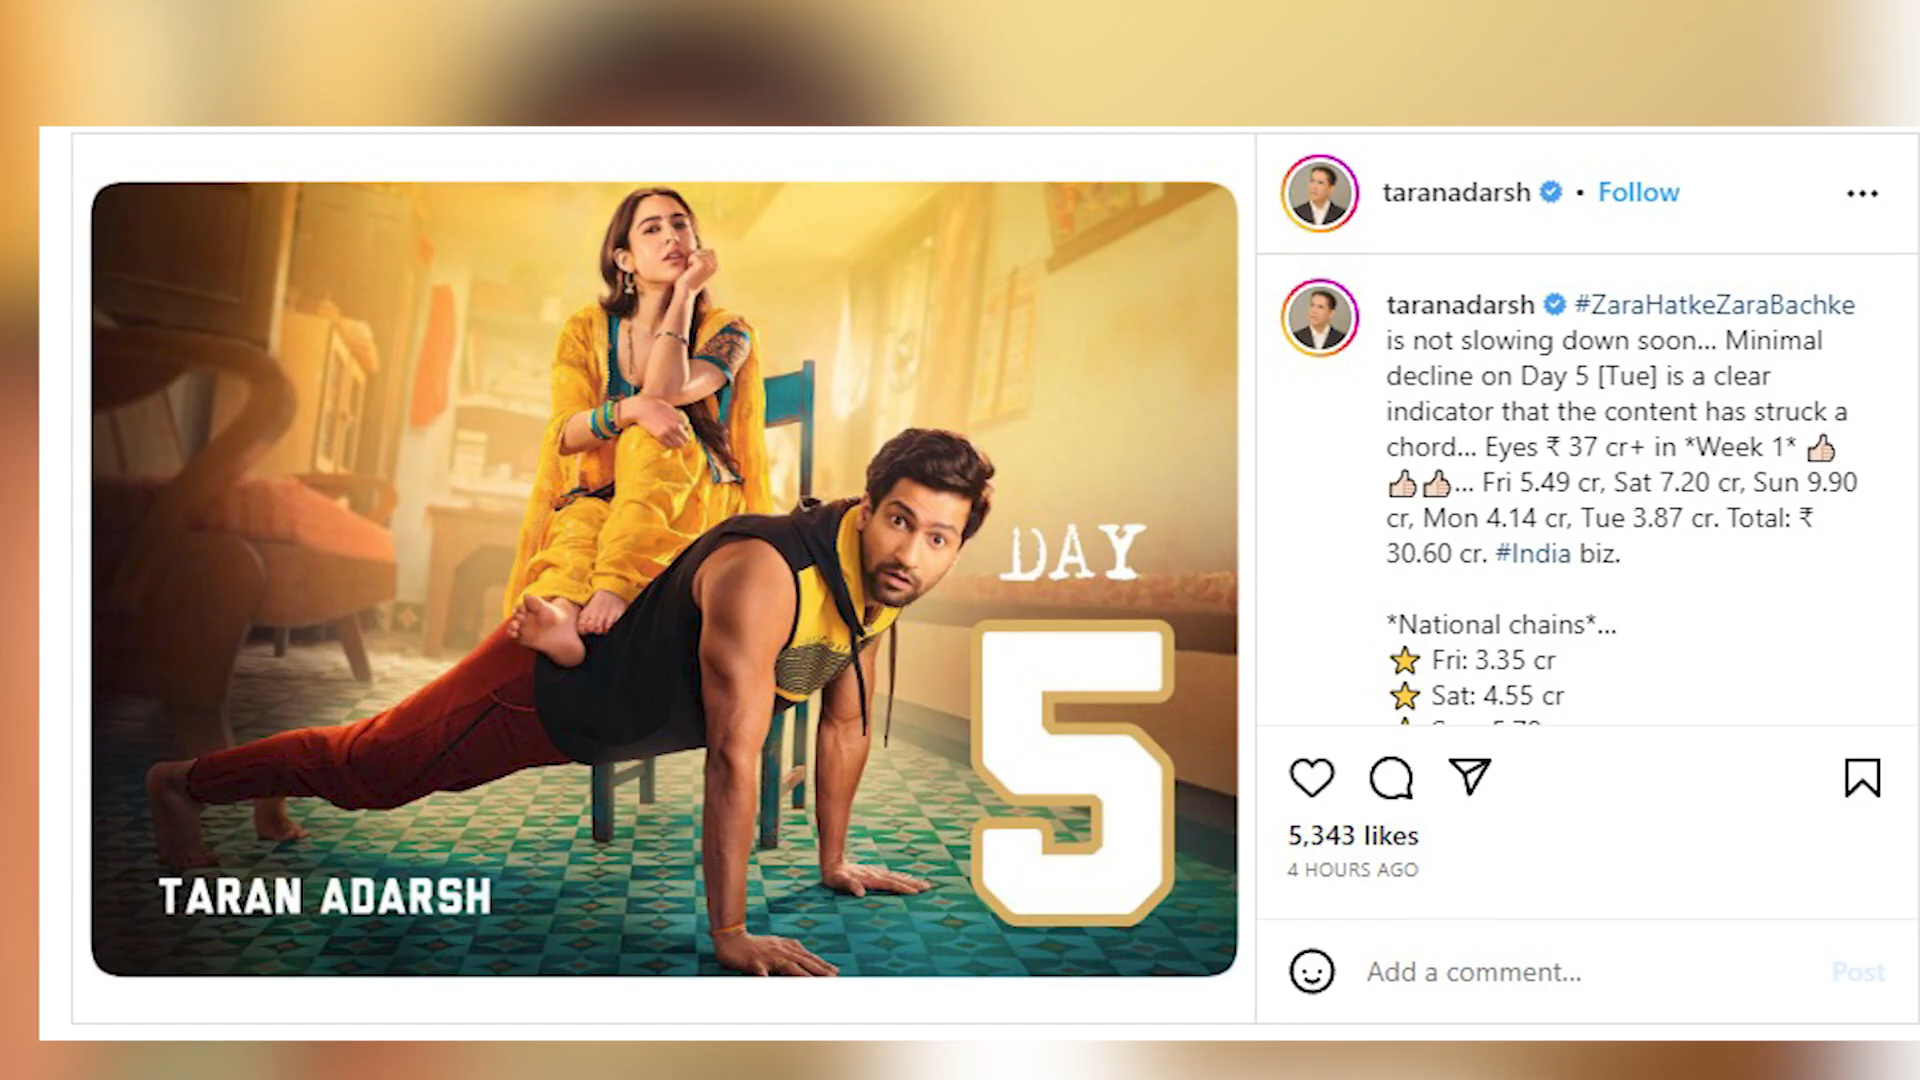 DAY
5
TARAN ADARSH
taranadarsh • Follow
taranadarsh #ZaraHatkeZaraBachke
is not slowing down soon... Minimal
decline on Day 5 [Tue] is a clear
indicator that the content has struck a
chord... Eyes ₹ 37 cr+ in *Week 1* 👍🏻
👍🏻👍🏻... Fri 5.49 cr, Sat 7.20 cr, Sun 9.90
cr, Mon 4.14 cr, Tue 3.87 cr. Total: ₹
30.60 cr. #India biz.
*National chains*...
⭐ Fri: 3.35 cr
⭐ Sat: 4.55 cr
5,343 likes
4 HOURS AGO
Add a comment...
Post